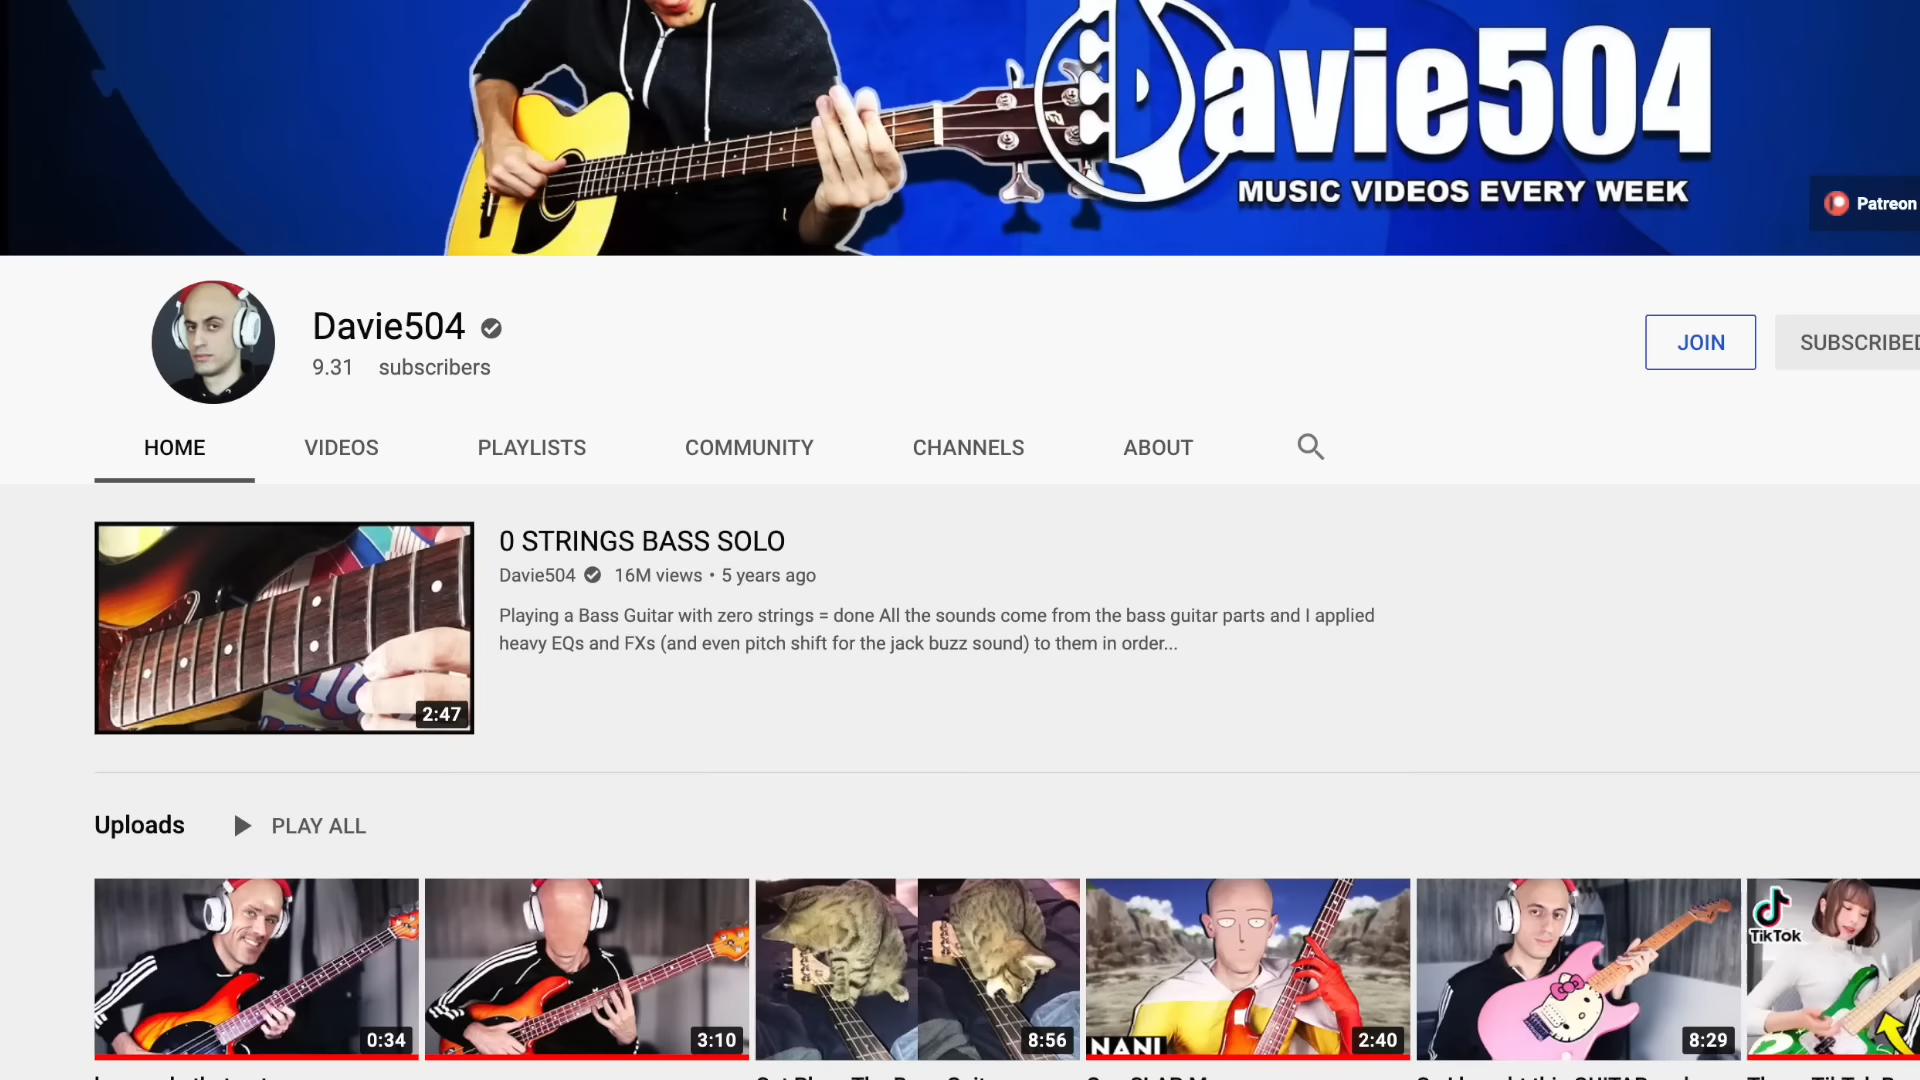 Davie504
MUSIC VIDEOS EVERY WEEK
Patreon
Davie504
9.31 subscribers
JOIN
SUBSCRIBED
HOME
VIDEOS
PLAYLISTS
COMMUNITY
CHANNELS
ABOUT
0 STRINGS BASS SOLO
Davie504 16M views • 5 years ago
Playing a Bass Guitar with zero strings = done All the sounds come from the bass guitar parts and I applied
heavy EQs and FXs (and even pitch shift for the jack buzz sound) to them in order...
2:47
Uploads
PLAY ALL
0:34
3:10
8:56
NANI
2:40
8:29
TikTok